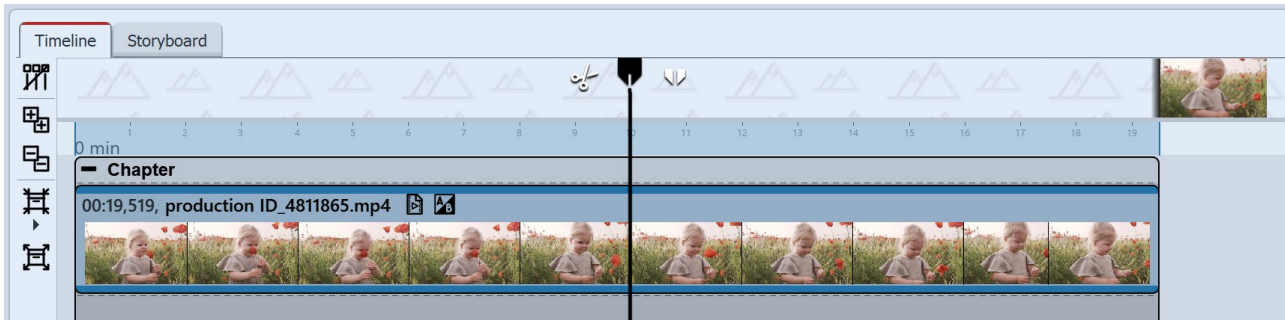 Timeline Storyboard
1 2 3 4 5 6 7 8 9 10 11 12 13 14 15 16 17 18 19
0 min
Chapter
00:19,519, production ID_4811865.mp4 A B